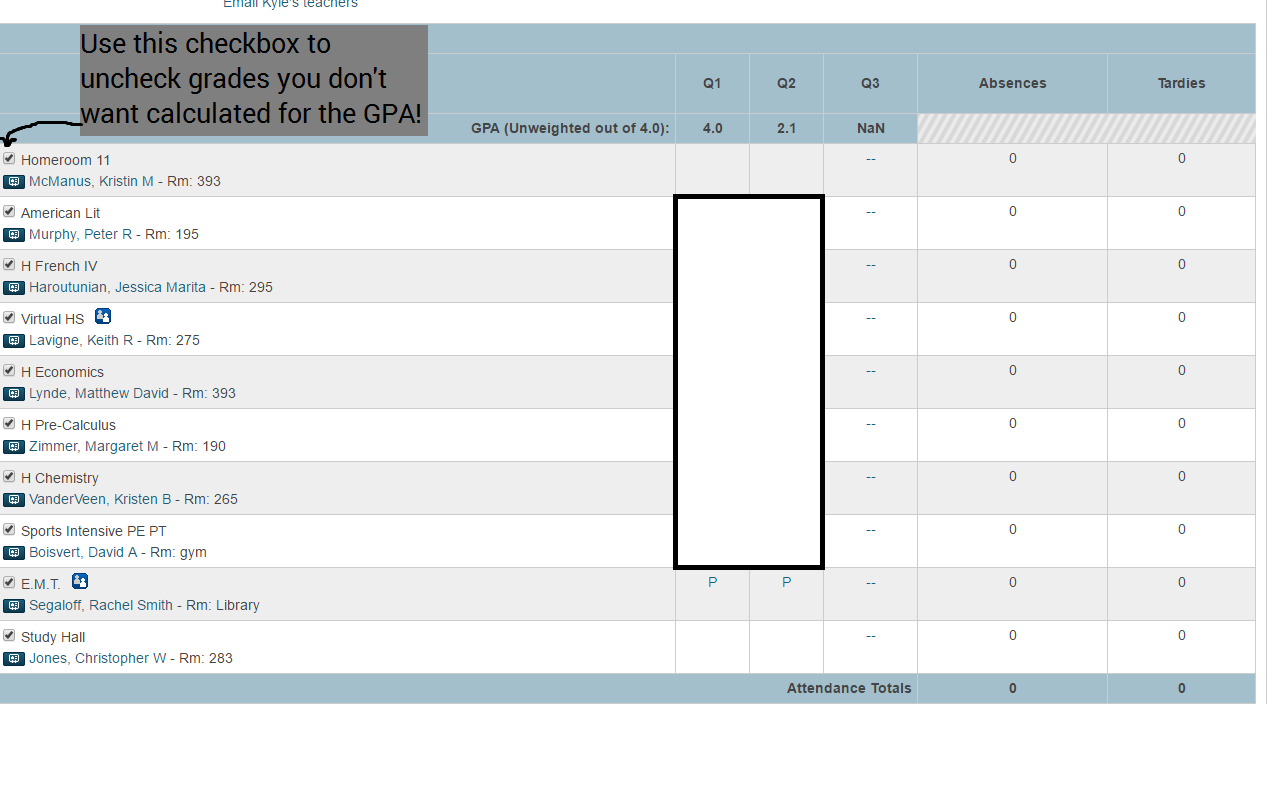 Email Kyle's teachers
Use this checkbox to
uncheck grades you don't
want calculated for the GPA!
Q1 Q2 Q3 Absences Tardies
GPA (Unweighted out of 4.0): 4.0 2.1 NaN
Homeroom 11 -- 0 0
McManus, Kristin M - Rm: 393
American Lit -- 0 0
Murphy, Peter R - Rm: 195
H French IV -- 0 0
Haroutunian, Jessica Marita - Rm: 295
Virtual HS -- 0 0
Lavigne, Keith R - Rm: 275
H Economics -- 0 0
Lynde, Matthew David - Rm: 393
H Pre-Calculus -- 0 0
Zimmer, Margaret M - Rm: 190
H Chemistry -- 0 0
VanderVeen, Kristen B - Rm: 265
Sports Intensive PE PT -- 0 0
Boisvert, David A - Rm: gym
E.M.T. P P -- 0 0
Segaloff, Rachel Smith - Rm: Library
Study Hall -- 0 0
Jones, Christopher W - Rm: 283
Attendance Totals 0 0